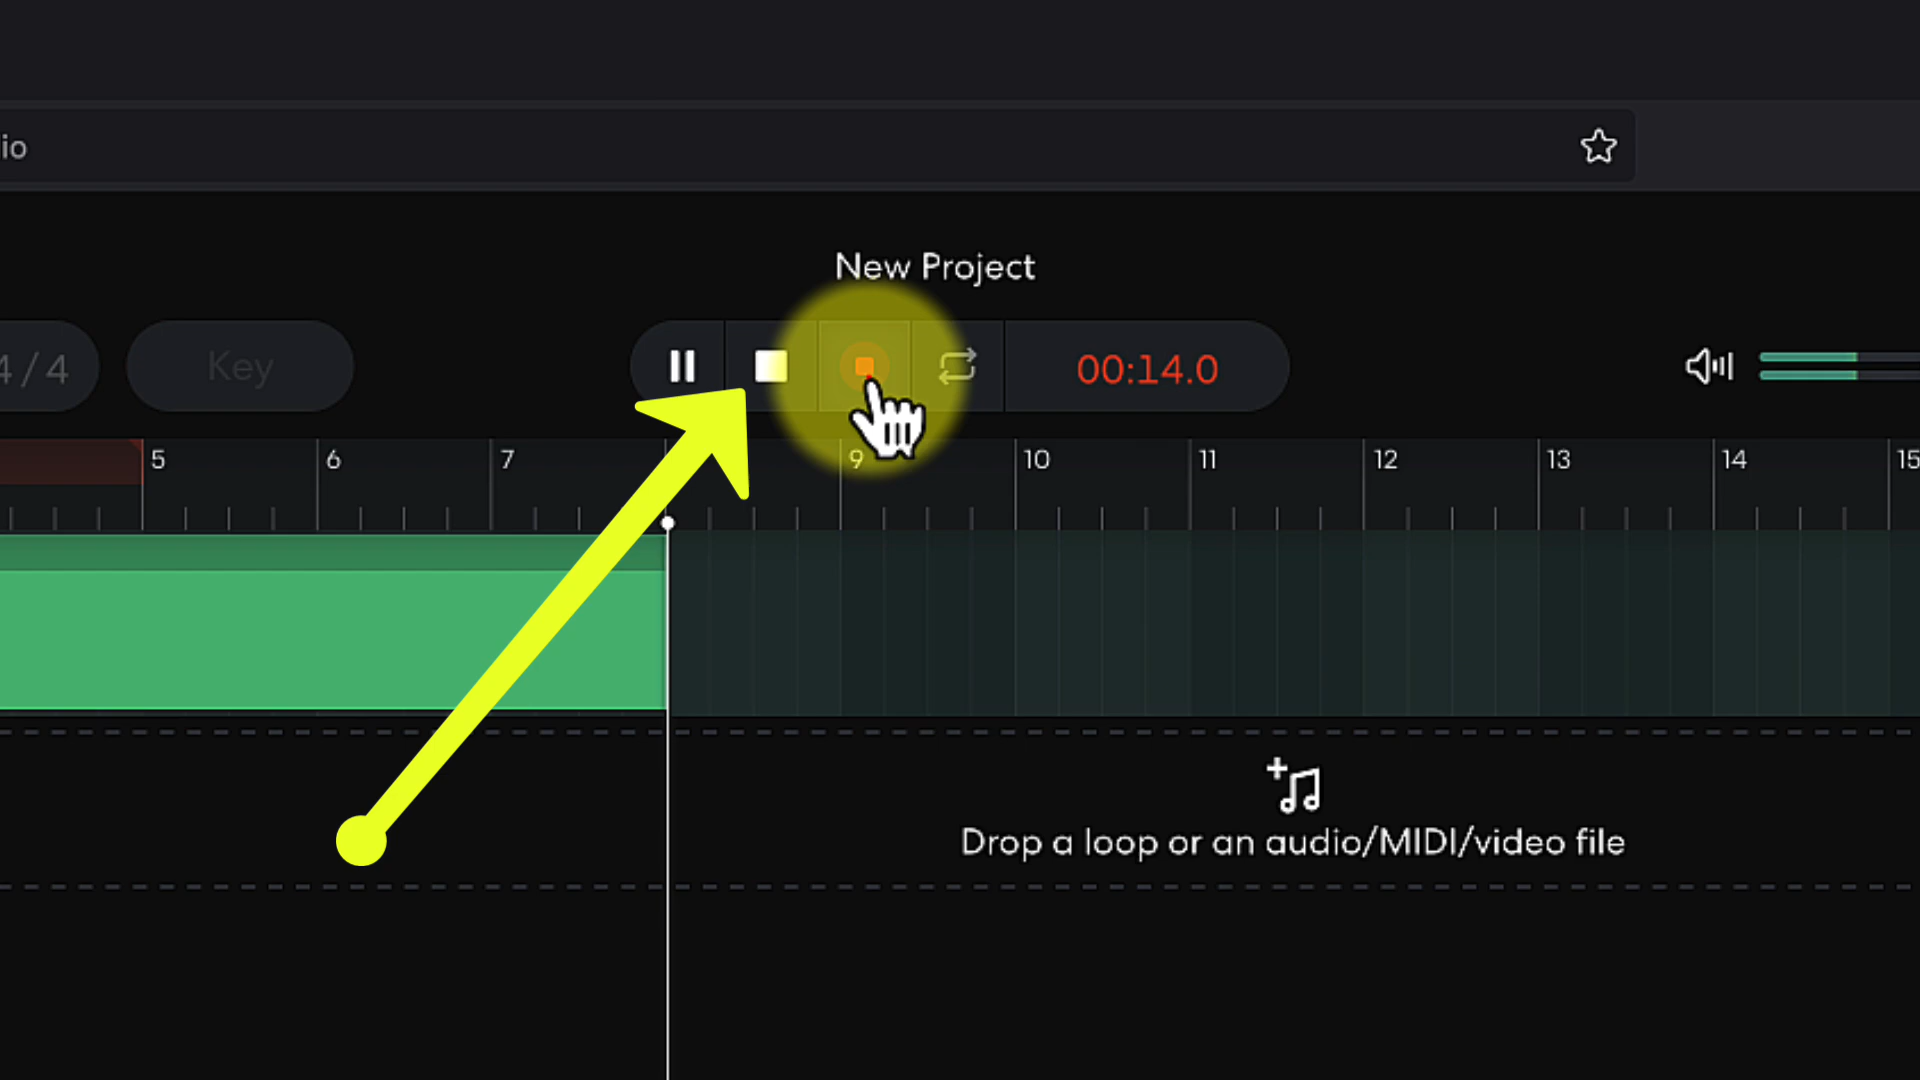 io
New Project
4/4
Key
00:14.0
5 6 7 9 10 11 12 13 14 15
Drop a loop or an audio/MIDI/video file